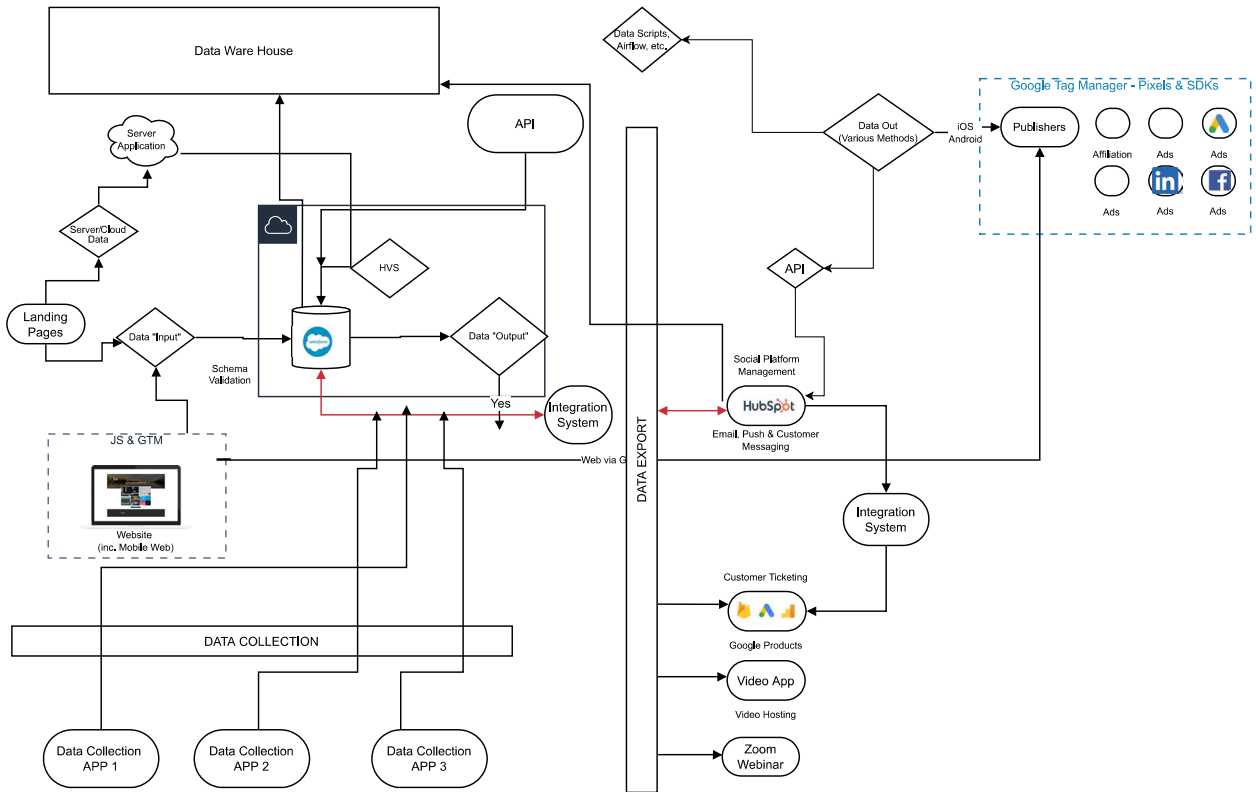 Data Ware House
Data Scripts,
Airflow, etc.
Google Tag Manager - Pixels & SDKs
API
Data Out
(Various Methods)
iOS
Android
Publishers
Affiliation
Ads
Ads
in
f
Ads
Ads
Ads
Server
Application
Server/Cloud
Data
HVS
API
Landing
Pages
Data "Input"
salesforce
Data "Output"
Schema
Validation
Social Platform
Management
Yes
Integration
System
HubSpot
Email, Push & Customer
Messaging
JS & GTM
Web via G
DATA EXPORT
Website
(inc. Mobile Web)
Integration
System
Customer Ticketing
Google Products
DATA COLLECTION
Video App
Video Hosting
Data Collection
APP 1
Data Collection
APP 2
Data Collection
APP 3
Zoom
Webinar